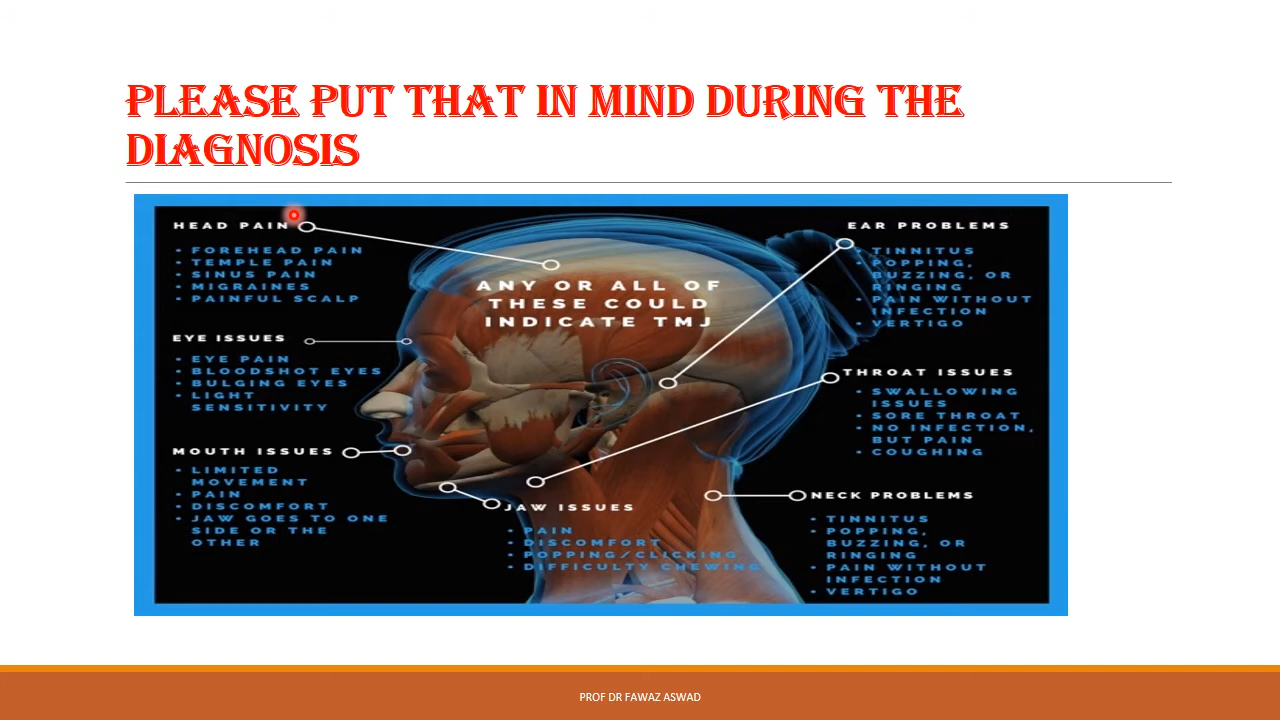 PLEASE PUT THAT IN MIND DURING THE
DIAGNOSIS
HEAD PAIN
• FOREHEAD PAIN
• TEMPLE PAIN
• SINUS PAIN
• MIGRAINES
• PAINFUL SCALP
EYE ISSUES
• EYE PAIN
• BLOODSHOT EYES
• BULGING EYES
• LIGHT
SENSITIVITY
MOUTH ISSUES
• LIMITED
MOVEMENT
• PAIN
• DISCOMFORT
• JAW GOES TO ONE
SIDE OR THE
OTHER
ANY OR ALL OF
THESE COULD
INDICATE TMJ
JAW ISSUES
• PAIN
• DISCOMFORT
• POPPING/CLICKING
• DIFFICULTY CHEWING
EAR PROBLEMS
• TINNITUS
• POPPING,
BUZZING, OR
RINGING
• PAIN WITHOUT
INFECTION
• VERTIGO
THROAT ISSUES
• SWALLOWING
ISSUES
• SORE THROAT
• NO INFECTION,
BUT PAIN
• COUGHING
NECK PROBLEMS
• TINNITUS
• POPPING,
BUZZING, OR
RINGING
• PAIN WITHOUT
INFECTION
• VERTIGO
PROF DR FAWAZ ASWAD